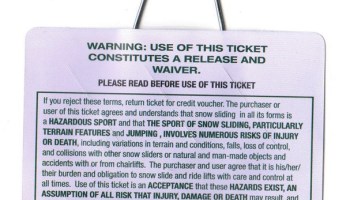 WARNING: USE OF THIS TICKET
CONSTITUTES A RELEASE AND
WAIVER.
PLEASE READ BEFORE USE OF THIS TICKET
If you reject these terms, return ticket for credit voucher. The purchaser or
user of this ticket agrees and understands that snow sliding in all its forms is
a HAZARDOUS SPORT and that THE SPORT OF SNOW SLIDING, PARTICULARLY
TERRAIN FEATURES and JUMPING , INVOLVES NUMEROUS RISKS OF INJURY
OR DEATH, including variations in terrain and conditions, falls, loss of control,
and collisions with other snow sliders or natural and man-made objects and
accidents with or from chairlifts. The purchaser and user agree that it is his/her/
their burden and obligation to snow slide and ride lifts with care and control at
all times. Use of this ticket is an ACCEPTANCE that these HAZARDS EXIST, AN
ASSUMPTION OF ALL RISK THAT INJURY, DAMAGE OR DEATH may result, and